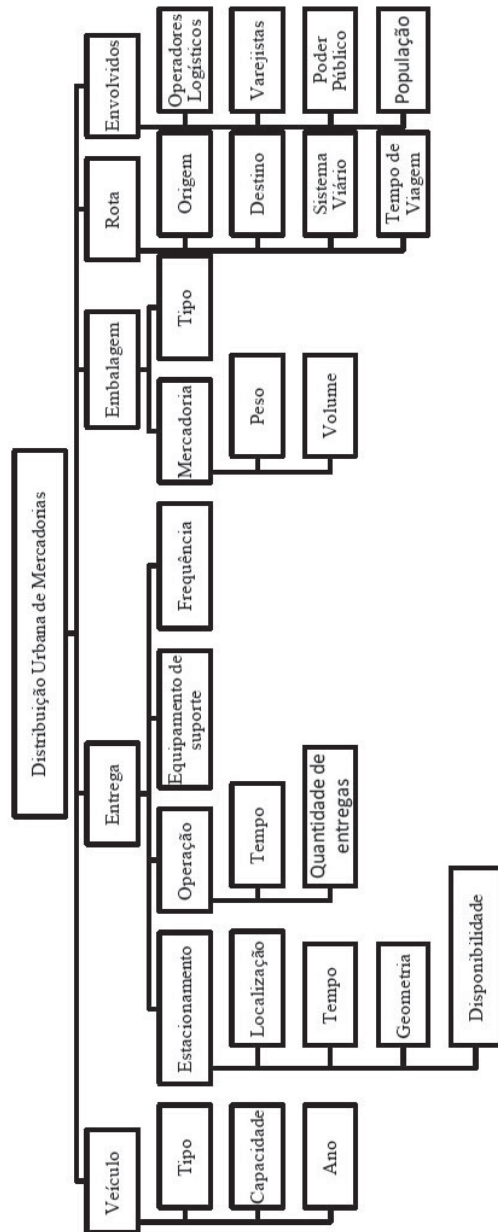 Distribuição Urbana de Mercadorias
Veículo
Tipo
Capacidade
Ano
Entrega
Estacionamento
Localização
Tempo
Geometria
Disponibilidade
Operação
Tempo
Quantidade de
entregas
Equipamento de
suporte
Frequência
Embalagem
Mercadoria
Peso
Volume
Tipo
Rota
Origem
Destino
Sistema
Viário
Tempo de
Viagem
Envolvidos
Operadores
Logísticos
Varejistas
Poder
Público
População